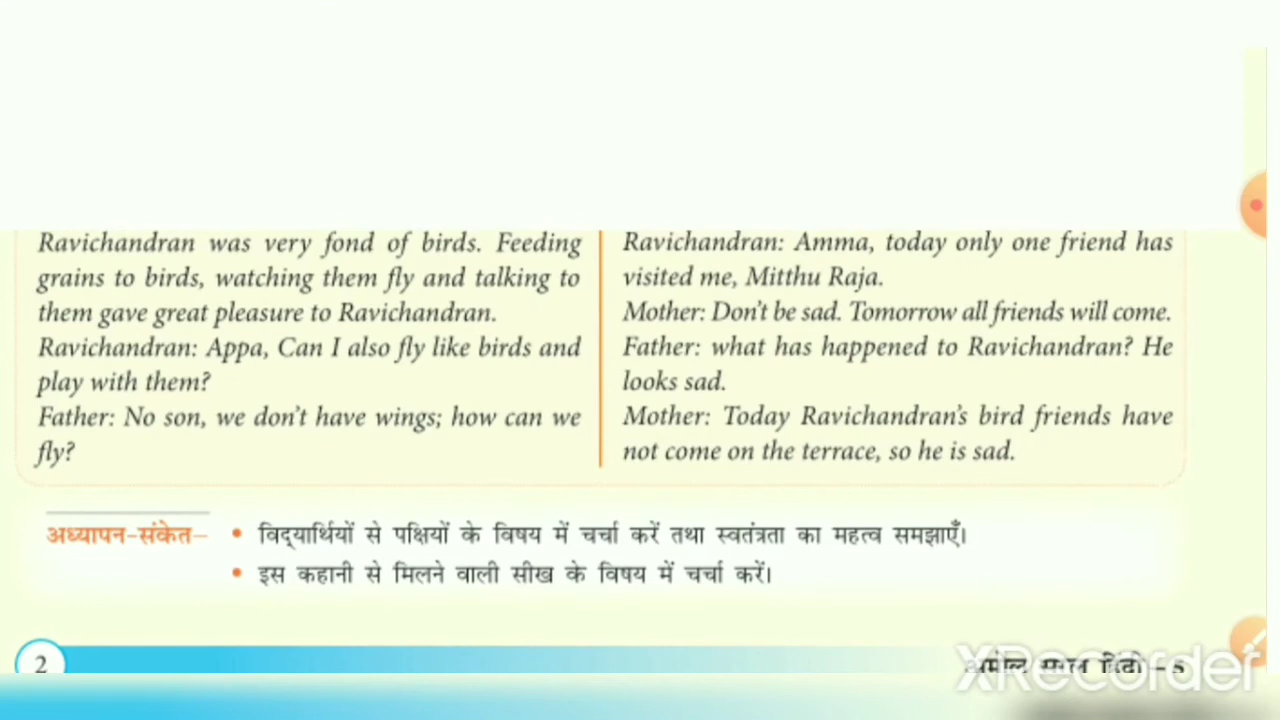 Ravichandran was very fond of birds. Feeding
grains to birds, watching them fly and talking to
them gave great pleasure to Ravichandran.
Ravichandran: Appa, Can I also fly like birds and
play with them?
Father: No son, we don't have wings; how can we
fly?
Ravichandran: Amma, today only one friend has
visited me, Mitthu Raja.
Mother: Don't be sad. Tomorrow all friends will come.
Father: what has happened to Ravichandran? He
looks sad.
Mother: Today Ravichandran's bird friends have
not come on the terrace, so he is sad.
अध्यापन-संकेत– • विद्यार्थियों से पक्षियों के विषय में चर्चा करें तथा स्वतंत्रता का महत्व समझाएँ।
• इस कहानी से मिलने वाली सीख के विषय में चर्चा करें।
2
हिंदी – 5
XRecorder